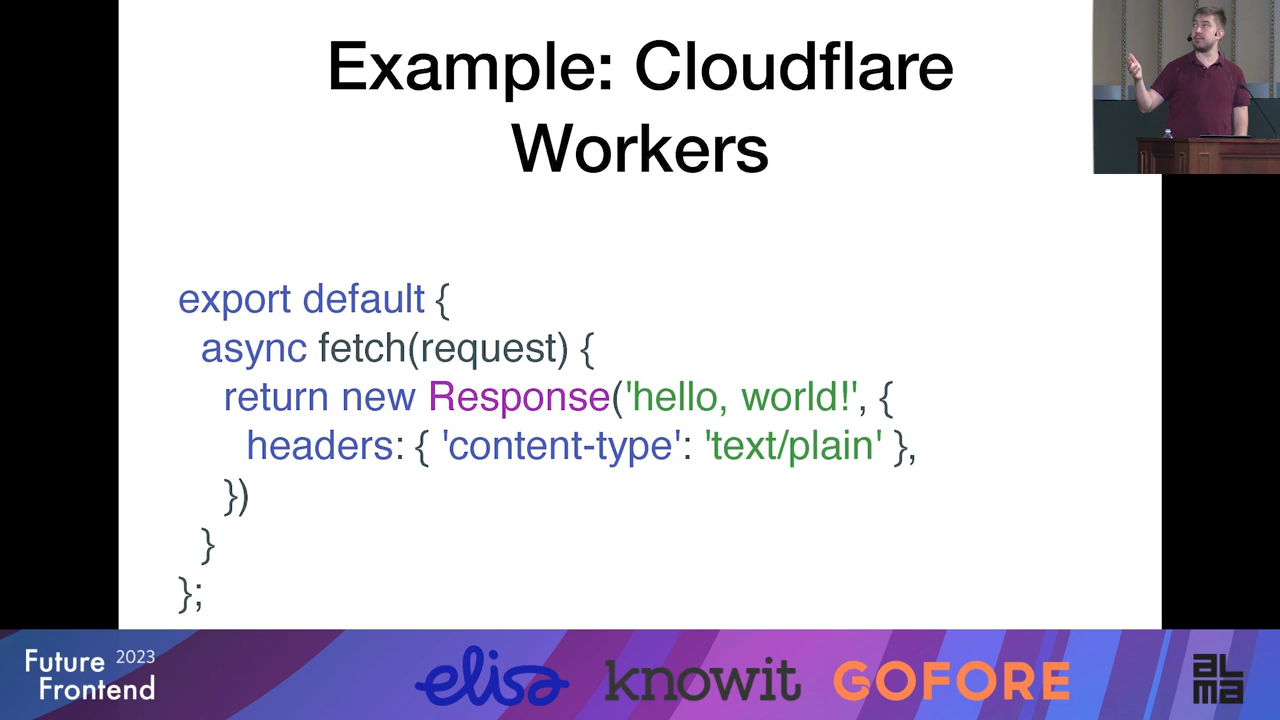 Example: Cloudflare
Workers
export default {
async fetch(request) {
return new Response('hello, world!', {
headers: { 'content-type': 'text/plain' },
})
}
};
Future 2023
Frontend
elisa
knowit
GOFORE
ALMA